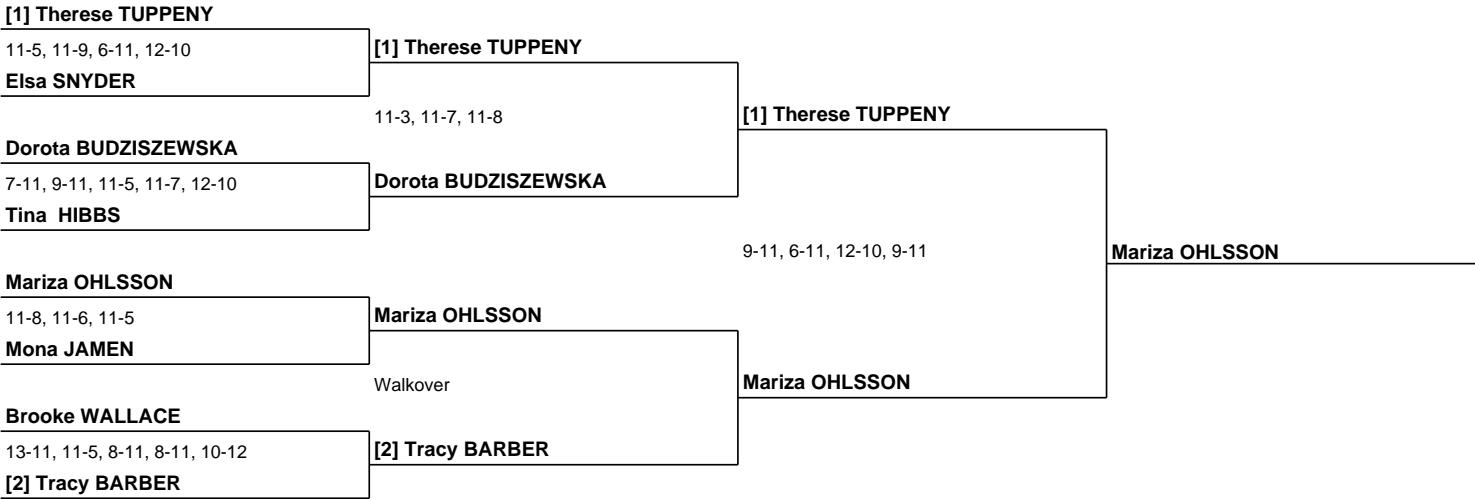 [1] Therese TUPPENY
11-5, 11-9, 6-11, 12-10
Elsa SNYDER
Dorota BUDZISZEWSKA
7-11, 9-11, 11-5, 11-7, 12-10
Tina  HIBBS
Mariza OHLSSON
11-8, 11-6, 11-5
Mona JAMEN
Brooke WALLACE
13-11, 11-5, 8-11, 8-11, 10-12
[2] Tracy BARBER
[1] Therese TUPPENY
11-3, 11-7, 11-8
Dorota BUDZISZEWSKA
Mariza OHLSSON
Walkover
[2] Tracy BARBER
[1] Therese TUPPENY
9-11, 6-11, 12-10, 9-11
Mariza OHLSSON
Mariza OHLSSON